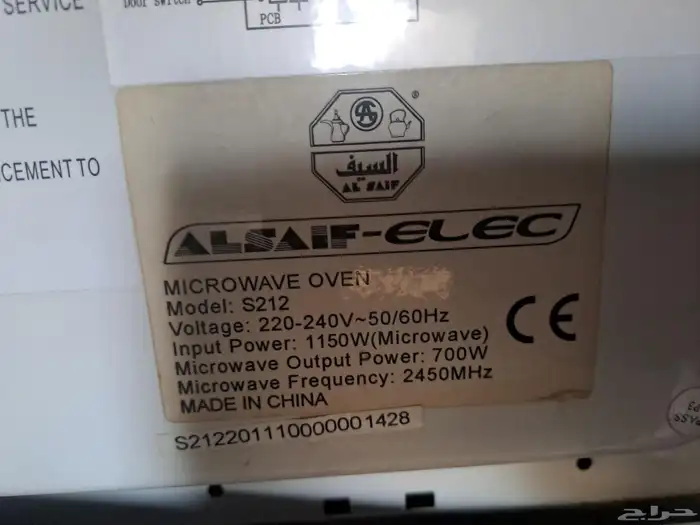 SERVICE
Door switch
PCB
THE
CEMENT TO
®
السيف
AL SAIF
ALSAIF-ELEC
MICROWAVE OVEN
Model: S212
Voltage: 220-240V~50/60Hz
Input Power: 1150W(Microwave)
Microwave Output Power: 700W
Microwave Frequency: 2450MHz
MADE IN CHINA
CE
S212201110000001428
حراج